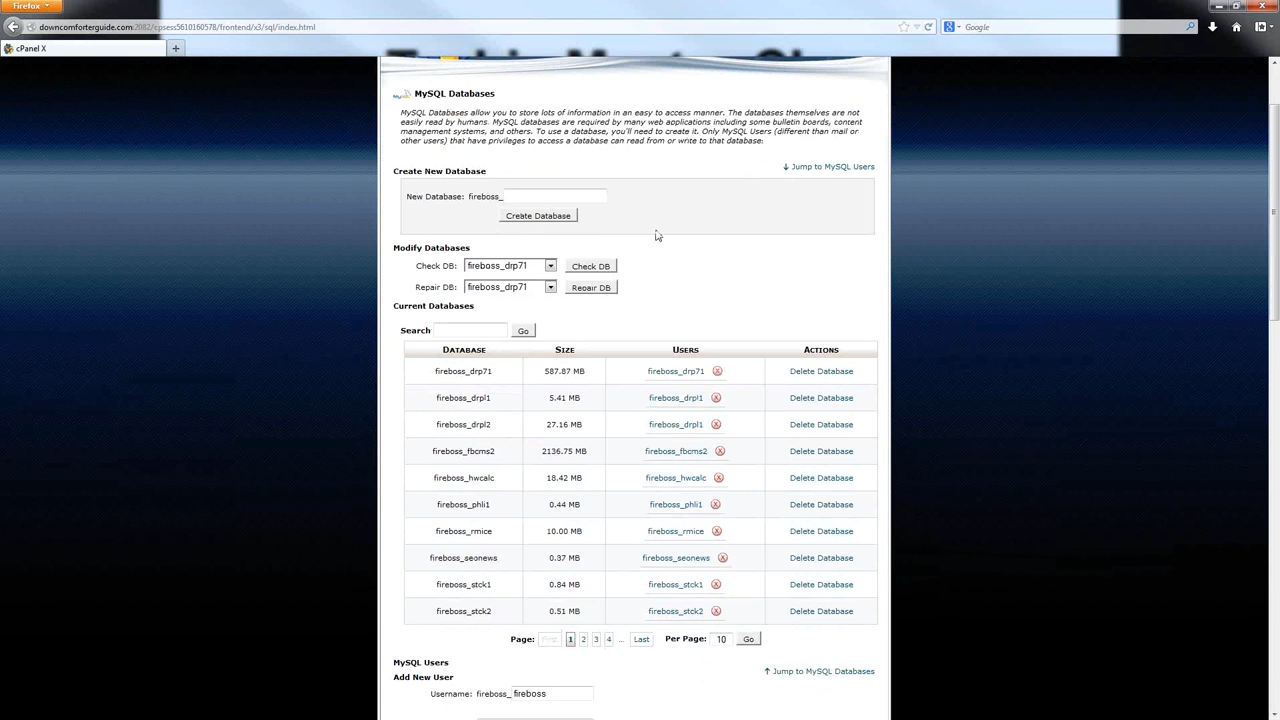 Firefox
downcomforterguide.com:2082/cpsess5610160578/frontend/x3/sql/index.html
Google
cPanel X
MySQL Databases
MySQL Databases allow you to store lots of information in an easy to access manner. The databases themselves are not
easily read by humans. MySQL databases are required by many web applications including some bulletin boards, content
management systems, and others. To use a database, you'll need to create it. Only MySQL Users (different than mail or
other users) that have privileges to access a database can read from or write to that database:
Jump to MySQL Users
Create New Database
New Database: fireboss_
Create Database
Modify Databases
Check DB: fireboss_drp71 Check DB
Repair DB: fireboss_drp71 Repair DB
Current Databases
Search Go
DATABASE SIZE USERS ACTIONS
fireboss_drp71 587.87 MB fireboss_drp71 Delete Database
fireboss_drpl1 5.41 MB fireboss_drpl1 Delete Database
fireboss_drpl2 27.16 MB fireboss_drpl1 Delete Database
fireboss_fbcms2 2136.75 MB fireboss_fbcms2 Delete Database
fireboss_hwcalc 18.42 MB fireboss_hwcalc Delete Database
fireboss_phli1 0.44 MB fireboss_phli1 Delete Database
fireboss_rmice 10.00 MB fireboss_rmice Delete Database
fireboss_seonews 0.37 MB fireboss_seonews Delete Database
fireboss_stck1 0.84 MB fireboss_stck1 Delete Database
fireboss_stck2 0.51 MB fireboss_stck2 Delete Database
Page: First 1 2 3 4 ... Last Per Page: 10 Go
MySQL Users
Jump to MySQL Databases
Add New User
Username: fireboss_ fireboss